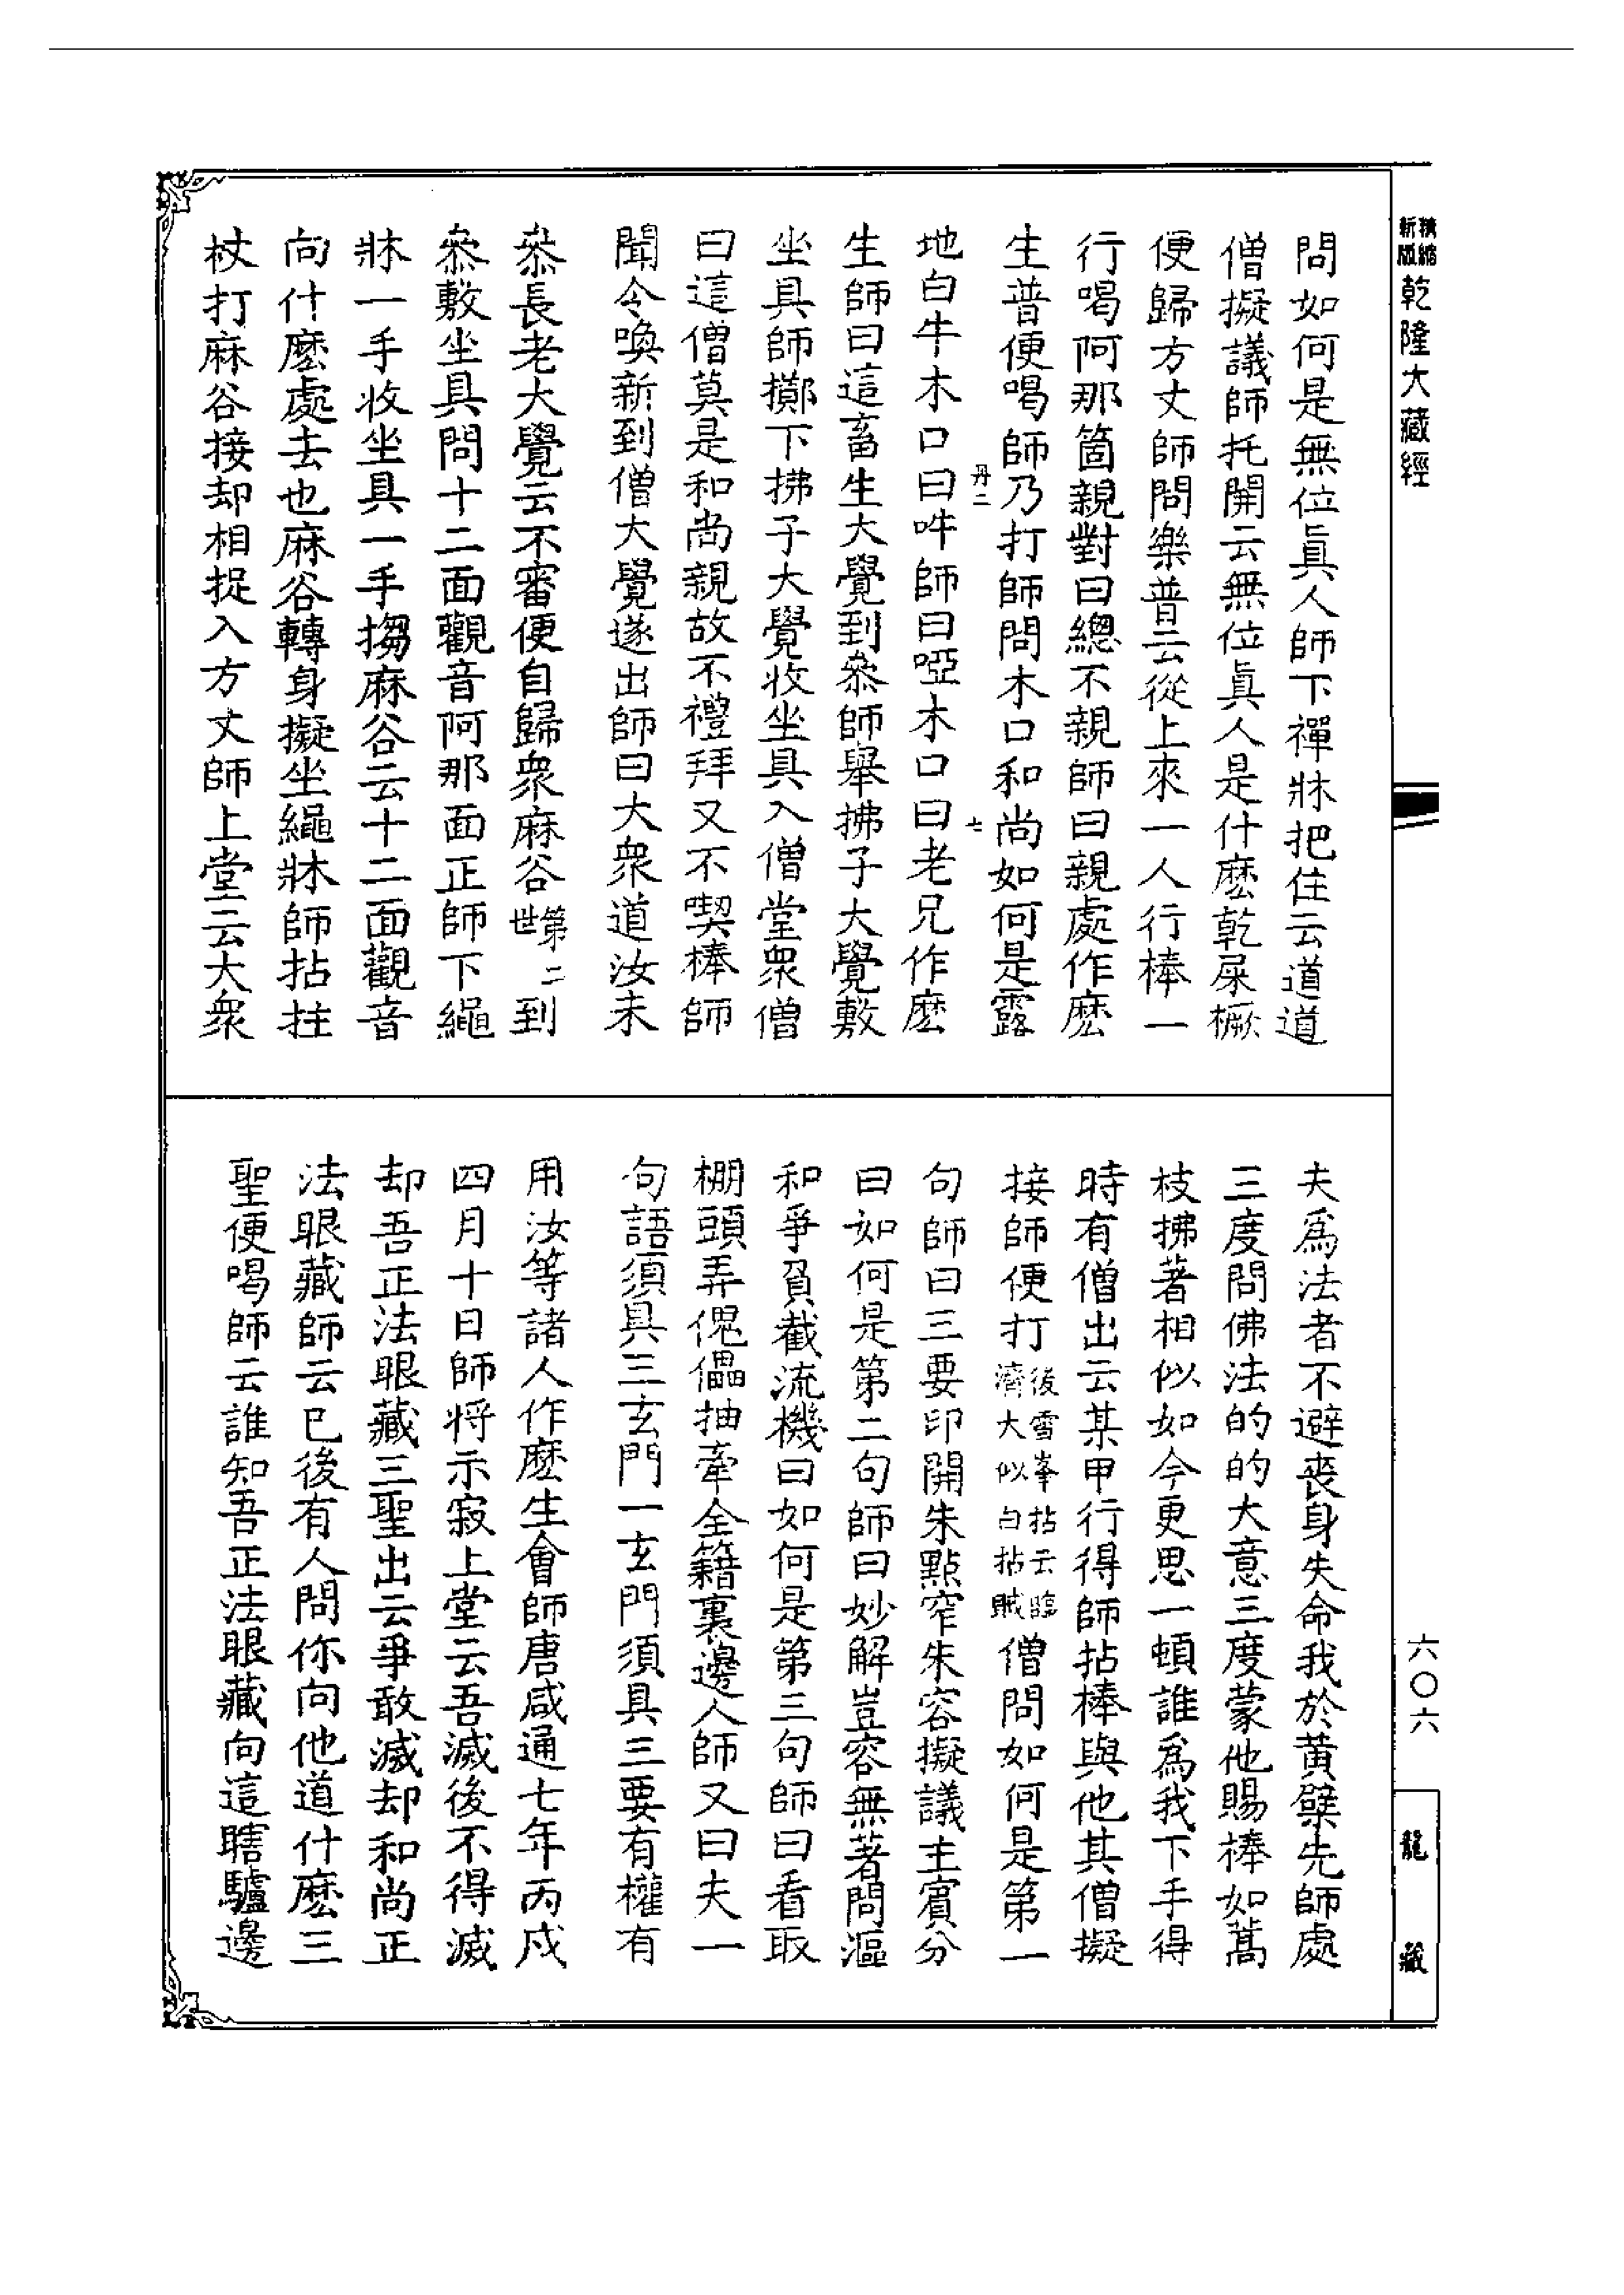 精縮新版乾隆大藏經
問如何是無位眞人師下禪牀把住云道道
僧擬議師托開云無位眞人是什麽乾屎橛
便歸方丈師問樂普云從上來一人行棒一
行喝阿那箇親對曰總不親師曰親處作麽
生普便喝師乃打師問木口和尚如何是露
丹二 七
地白牛木口曰吽師曰啞木口曰老兄作麽
生師曰這畜生大覺到叅師舉拂子大覺敷
坐具師擲下拂子大覺收坐具入僧堂衆僧
曰這僧莫是和尚親故不禮拜又不喫棒師
聞令喚新到僧大覺遂出師曰大衆道汝未
叅長老大覺云不審便自歸衆麻谷第二世到
叅敷坐具問十二面觀音阿那面正師下繩
牀一手收坐具一手搊麻谷云十二面觀音
向什麽處去也麻谷轉身擬坐繩牀師拈拄
杖打麻谷接却相捉入方丈師上堂云大衆
夫爲法者不避喪身失命我於黃檗先師處
三度問佛法的的大意三度蒙他賜棒如蒿
枝拂著相似如今更思一頓誰爲我下手得
時有僧出云某甲行得師拈棒與他其僧擬
接師便打後雪峯拈云臨濟大似白拈賊僧問如何是第一
句師曰三要印開朱點窄朱容擬議主賓分
曰如何是第二句師曰妙解豈容無著問漚
和爭負截流機曰如何是第三句師曰看取
棚頭弄傀儡抽牽全籍裏邊人師又曰夫一
句語須具三玄門一玄門須具三要有權有
用汝等諸人作麽生會師唐咸通七年丙戍
四月十日師將示寂上堂云吾滅後不得滅
却吾正法眼藏三聖出云爭敢滅却和尚正
法眼藏師云已後有人問你向他道什麽三
聖便喝師云誰知吾正法眼藏向這瞎驢邊
六〇六
龍藏